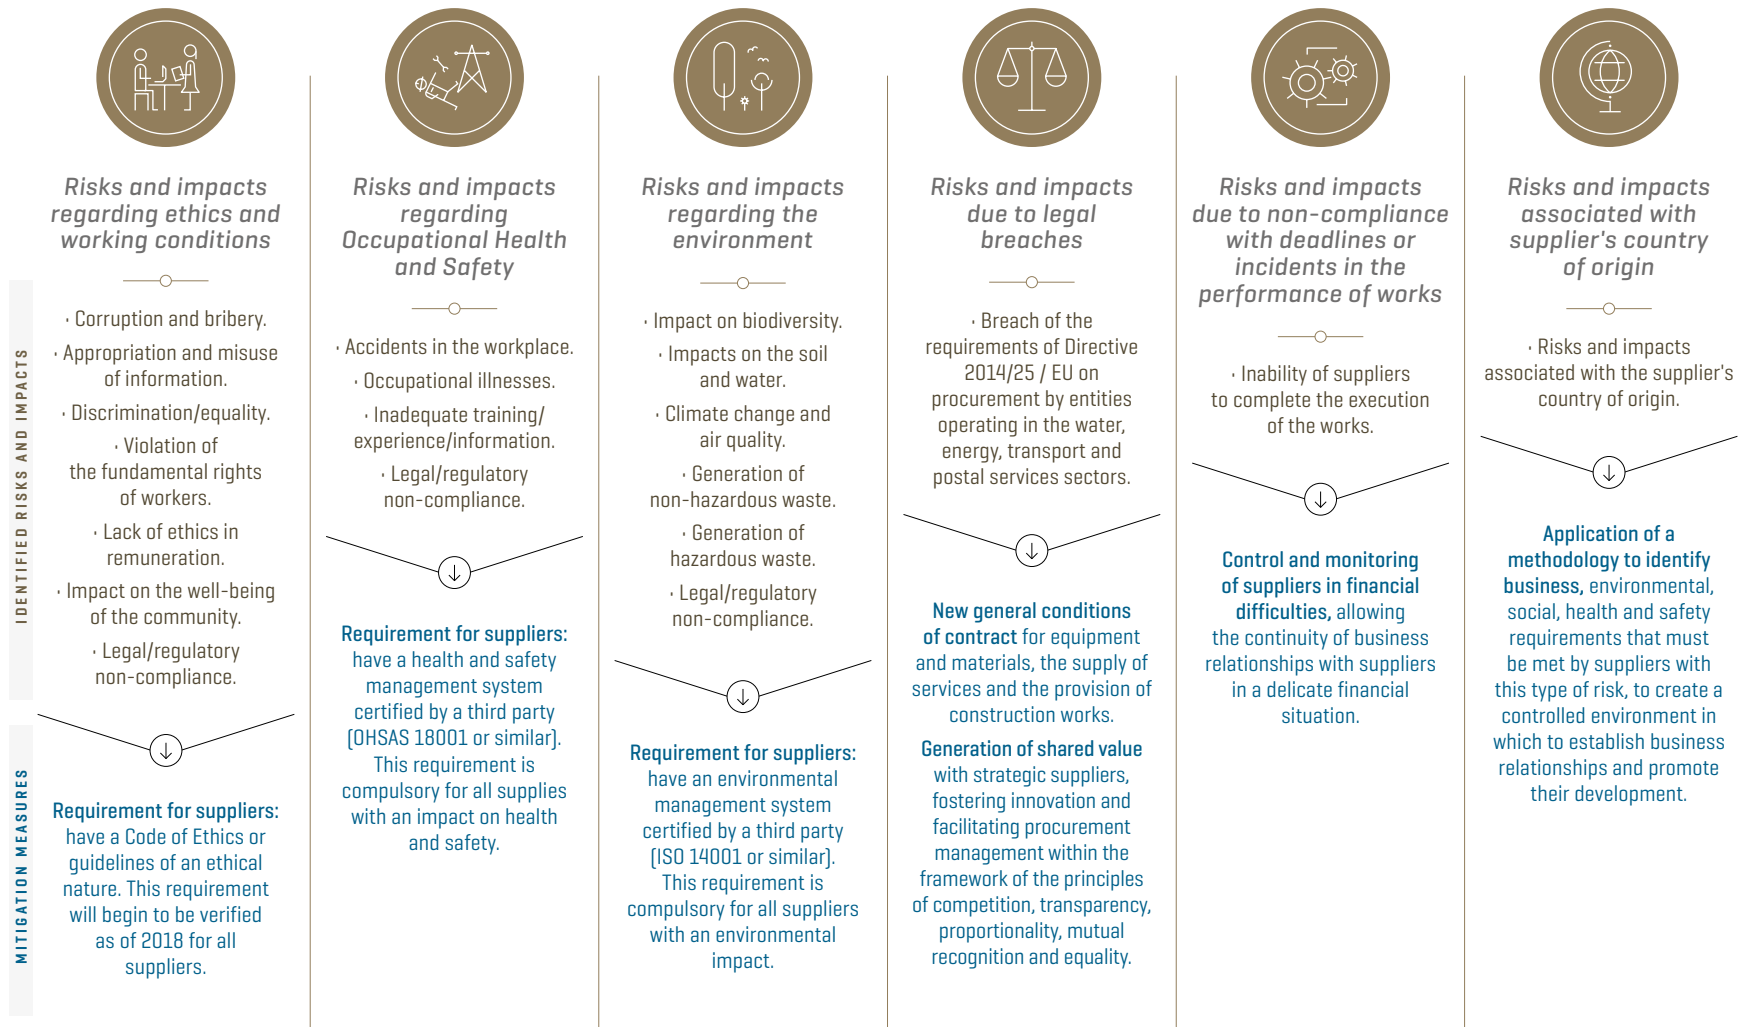 Risks and impacts
regarding ethics and
working conditions
· Corruption and bribery.
· Appropriation and misuse
of information.
· Discrimination/equality.
· Violation of
the fundamental rights
of workers.
· Lack of ethics in
remuneration.
· Impact on the well-being
of the community.
· Legal/regulatory
non-compliance.
Requirement for suppliers:
have a Code of Ethics or
guidelines of an ethical
nature. This requirement
will begin to be verified
as of 2018 for all
suppliers.
Risks and impacts
regarding
Occupational Health
and Safety
· Accidents in the workplace.
· Occupational illnesses.
· Inadequate training/
experience/information.
· Legal/regulatory
non-compliance.
Requirement for suppliers:
have a health and safety
management system
certified by a third party
(OHSAS 18001 or similar).
This requirement is
compulsory for all supplies
with an impact on health
and safety.
Risks and impacts
regarding the
environment
· Impact on biodiversity.
· Impacts on the soil
and water.
· Climate change and
air quality.
· Generation of
non-hazardous waste.
· Generation of
hazardous waste.
· Legal/regulatory
non-compliance.
Requirement for suppliers:
have an environmental
management system
certified by a third party
(ISO 14001 or similar).
This requirement is
compulsory for all suppliers
with an environmental
impact.
Risks and impacts
due to legal
breaches
· Breach of the
requirements of Directive
2014/25 / EU on
procurement by entities
operating in the water,
energy, transport and
postal services sectors.
New general conditions
of contract for equipment
and materials, the supply of
services and the provision of
construction works.
Generation of shared value
with strategic suppliers,
fostering innovation and
facilitating procurement
management within the
framework of the principles
of competition, transparency,
proportionality, mutual
recognition and equality.
Risks and impacts
due to non-compliance
with deadlines or
incidents in the
performance of works
· Inability of suppliers
to complete the execution
of the works.
Control and monitoring
of suppliers in financial
difficulties, allowing
the continuity of business
relationships with suppliers
in a delicate financial
situation.
Risks and impacts
associated with
supplier's country
of origin
· Risks and impacts
associated with the supplier's
country of origin.
Application of a
methodology to identify
business, environmental,
social, health and safety
requirements that must
be met by suppliers with
this type of risk, to create a
controlled environment in
which to establish business
relationships and promote
their development.
IDENTIFIED RISKS AND IMPACTS
MITIGATION MEASURES